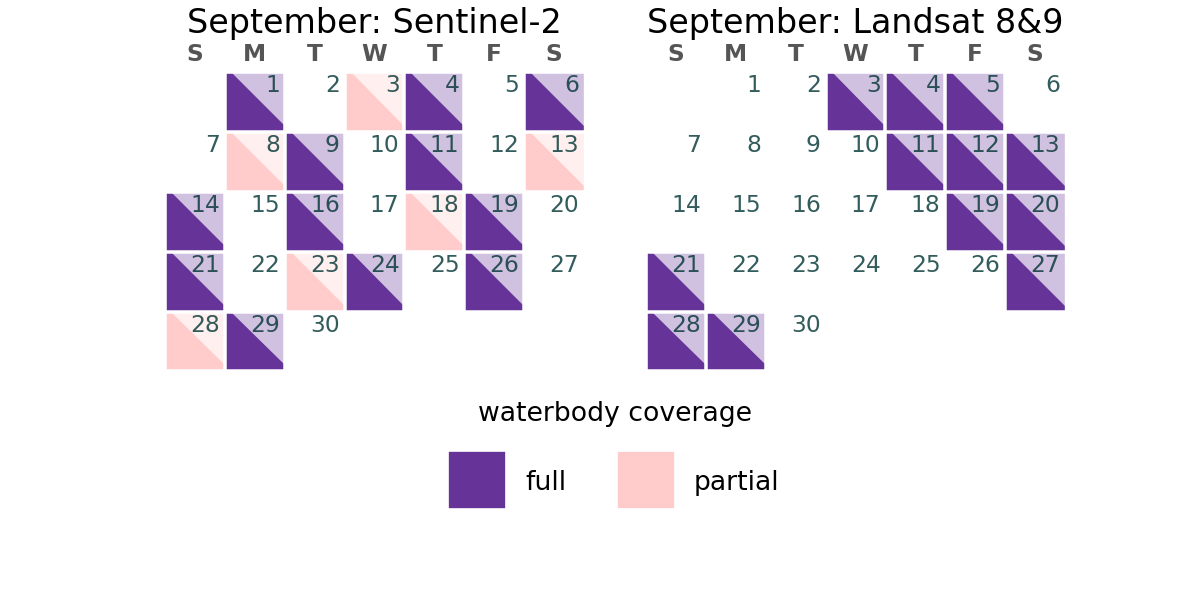 September: Sentinel-2
S M T W T F S
1 2 3 4 5 6
7 8 9 10 11 12 13
14 15 16 17 18 19 20
21 22 23 24 25 26 27
28 29 30
September: Landsat 8&9
S M T W T F S
1 2 3 4 5 6
7 8 9 10 11 12 13
14 15 16 17 18 19 20
21 22 23 24 25 26 27
28 29 30
waterbody coverage
full partial